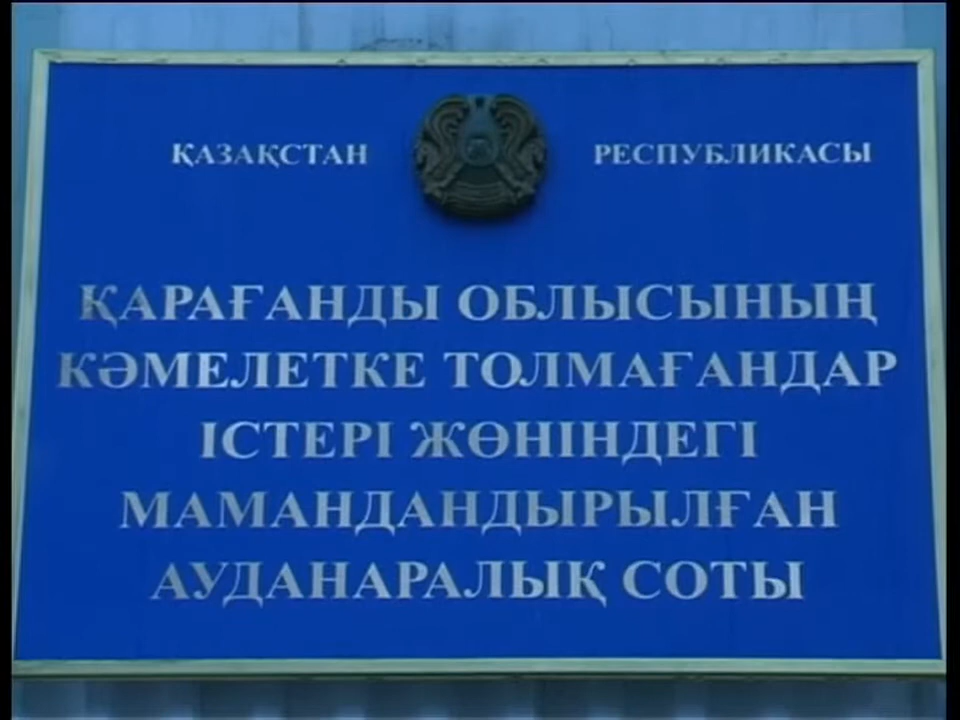 ҚАЗАҚСТАН РЕСПУБЛИКАСЫ
ҚАРАҒАНДЫ ОБЛЫСЫНЫҢ
КӘМЕЛЕТКЕ ТОЛМАҒАНДАР
ІСТЕРІ ЖӨНІНДЕГІ
МАМАНДАНДЫРЫЛҒАН
АУДАНАРАЛЫҚ СОТЫ